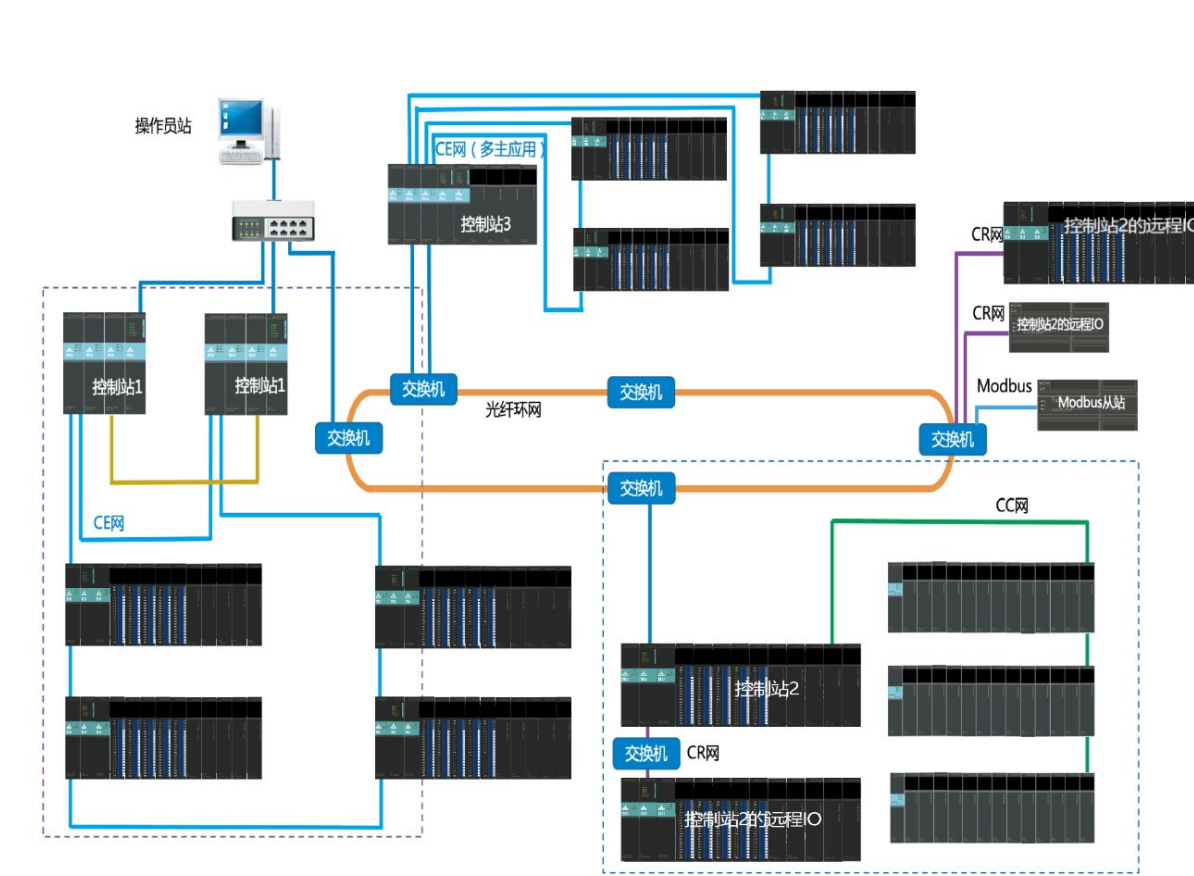 操作员站
CE网（多主应用）
控制站3
CR网
控制站2的远程IO
CR网
控制站2的远程IO
Modbus
Modbus从站
控制站1
控制站1
交换机
光纤环网
交换机
交换机
交换机
交换机
CE网
CC网
控制站2
交换机
CR网
控制站2的远程IO